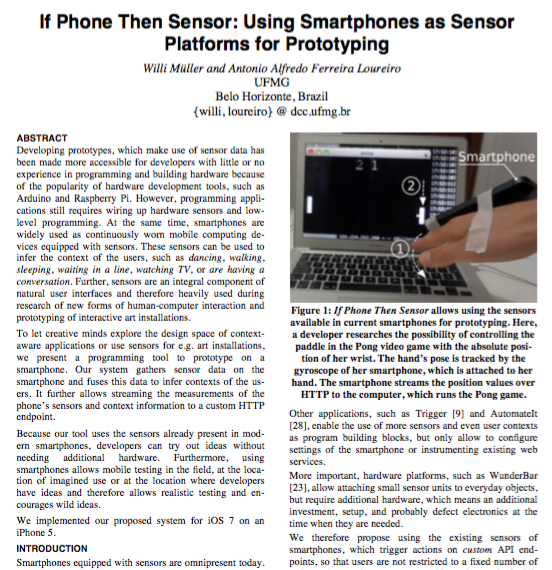 If Phone Then Sensor: Using Smartphones as Sensor
Platforms for Prototyping
Willi Müller and Antonio Alfredo Ferreira Loureiro
UFMG
Belo Horizonte, Brazil
{willi, loureiro} @ dcc.ufmg.br
ABSTRACT
Developing prototypes, which make use of sensor data has
been made more accessible for developers with little or no
experience in programming and building hardware because
of the popularity of hardware development tools, such as
Arduino and Raspberry Pi. However, programming appli-
cations still requires wiring up hardware sensors and low-
level programming. At the same time, smartphones are
widely used as continuously worn mobile computing de-
vices equipped with sensors. These sensors can be used to
infer the context of the users, such as dancing, walking,
sleeping, waiting in a line, watching TV, or are having a
conversation. Further, sensors are an integral component of
natural user interfaces and therefore heavily used during
research of new forms of human-computer interaction and
prototyping of interactive art installations.
To let creative minds explore the design space of context-
aware applications or use sensors for e.g. art installations,
we present a programming tool to prototype on a
smartphone. Our system gathers sensor data on the
smartphone and fuses this data to infer contexts of the us-
ers. It further allows streaming the measurements of the
phone's sensors and context information to a custom HTTP
endpoint.
Because our tool uses the sensors already present in mod-
ern smartphones, developers can try out ideas without
needing additional hardware. Furthermore, using
smartphones allows mobile testing in the field, at the loca-
tion of imagined use or at the location where developers
have ideas and therefore allows realistic testing and en-
courages wild ideas.
We implemented our proposed system for iOS 7 on an
iPhone 5.
INTRODUCTION
Smartphones equipped with sensors are omnipresent today.
Smartphone
2 1
2
1
Figure 1: If Phone Then Sensor allows using the sensors
available in current smartphones for prototyping. Here,
a developer researches the possibility of controlling the
paddle in the Pong video game with the absolute posi-
tion of her wrist. The hand's pose is tracked by the
gyroscope of her smartphone, which is attached to her
hand. The smartphone streams the position values over
HTTP to the computer, which runs the Pong game.
Other applications, such as Trigger [9] and AutomateIt
[28], enable the use of more sensors and even user contexts
as program building blocks, but only allow to configure
settings of the smartphone or instrumenting existing web
services.
More important, hardware platforms, such as WunderBar
[23], allow attaching small sensor units to everyday objects,
but require additional hardware, which means an additional
investment, setup, and probably defect electronics at the
time when they are needed.
We therefore propose using the existing sensors of
smartphones, which trigger actions on custom API end-
points, so that users are not restricted to a fixed number of